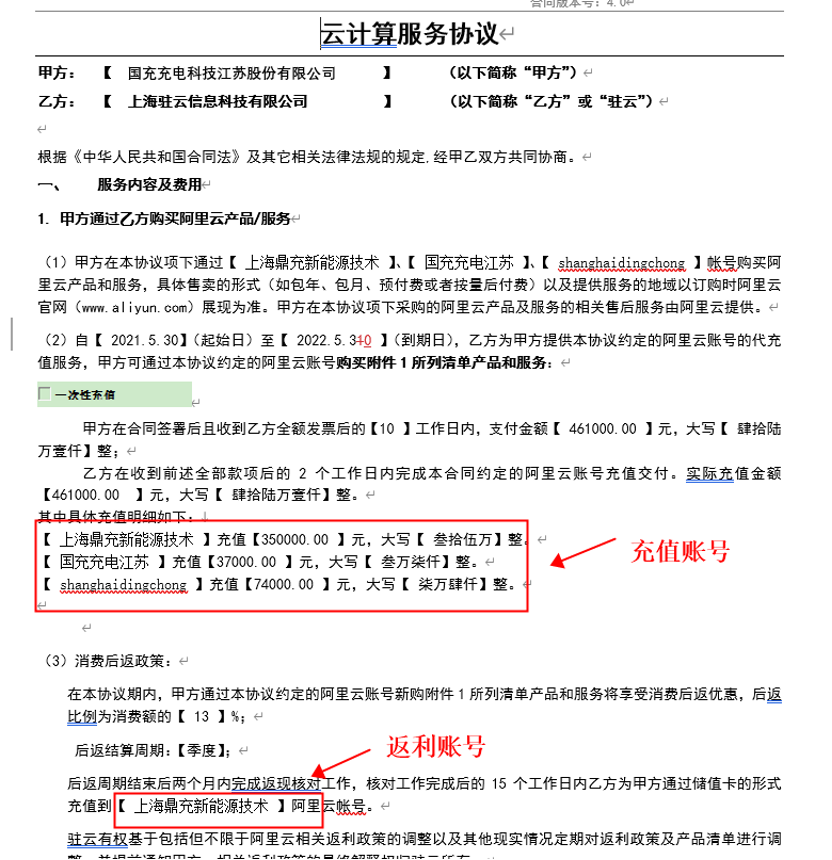 合同版本号：4.0
云计算服务协议
甲方： 【 国充充电科技江苏股份有限公司 】 （以下简称“甲方”）
乙方： 【 上海驻云信息科技有限公司 】 （以下简称“乙方”或“驻云”）
根据《中华人民共和国合同法》及其它相关法律法规的规定,经甲乙双方共同协商。
一、 服务内容及费用
1. 甲方通过乙方购买阿里云产品/服务
（1）甲方在本协议项下通过【 上海鼎充新能源技术 】、【 国充充电江苏 】、【 shanghaidingchong 】帐号购买阿
里云产品和服务，具体售卖的形式（如包年、包月、预付费或者按量后付费）以及提供服务的地域以订购时阿里云
官网（www.aliyun.com）展现为准。甲方在本协议项下采购的阿里云产品及服务的相关售后服务由阿里云提供。
（2）自【 2021.5.30】（起始日）至【 2022.5.310 】（到期日），乙方为甲方提供本协议约定的阿里云账号的代充
值服务，甲方可通过本协议约定的阿里云账号购买附件1所列清单产品和服务：
一次性充值
甲方在合同签署后且收到乙方全额发票后的【10 】工作日内，支付金额【 461000.00 】元，大写【 肆拾陆
万壹仟】整；
乙方在收到前述全部款项后的 2 个工作日内完成本合同约定的阿里云账号充值交付。实际充值金额
【461000.00 】元，大写【 肆拾陆万壹仟】整。
其中具体充值明细如下：
【 上海鼎充新能源技术 】充值【350000.00 】元，大写【 叁拾伍万】整。
【 国充充电江苏 】充值【37000.00 】元，大写【 叁万柒仟】整。
【 shanghaidingchong 】充值【74000.00 】元，大写【 柒万肆仟】整。
充值账号
（3）消费后返政策：
在本协议期内，甲方通过本协议约定的阿里云账号新购附件1所列清单产品和服务将享受消费后返优惠，后返
比例为消费额的【 13 】%；
后返结算周期：【季度】；
返利账号
后返周期结束后两个月内完成返现核对工作，核对工作完成后的 15 个工作日内乙方为甲方通过储值卡的形式
充值到【 上海鼎充新能源技术 】阿里云帐号。
驻云有权基于包括但不限于阿里云相关返利政策的调整以及其他现实情况定期对返利政策及产品清单进行调